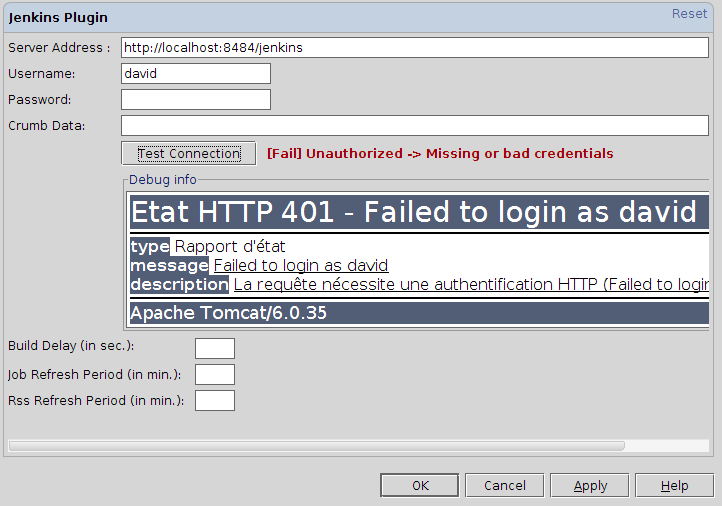 Jenkins Plugin
Reset
Server Address :
http://localhost:8484/jenkins
Username:
david
Password:
Crumb Data:
Test Connection
[Fail] Unauthorized -> Missing or bad credentials
Debug info
Etat HTTP 401 - Failed to login as david
type Rapport d'état
message Failed to login as david
description La requête nécessite une authentification HTTP (Failed to login
Apache Tomcat/6.0.35
Build Delay (in sec.):
Job Refresh Period (in min.):
Rss Refresh Period (in min.):
OK
Cancel
Apply
Help